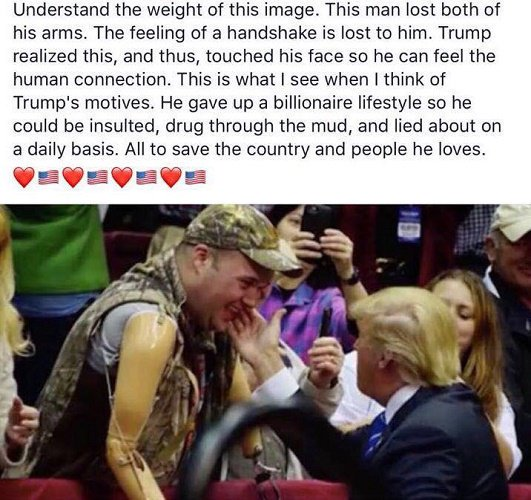 Understand the weight of this image. This man lost both of
his arms. The feeling of a handshake is lost to him. Trump
realized this, and thus, touched his face so he can feel the
human connection. This is what I see when I think of
Trump's motives. He gave up a billionaire lifestyle so he
could be insulted, drug through the mud, and lied about on
a daily basis. All to save the country and people he loves.
❤️🇺🇸❤️🇺🇸❤️🇺🇸❤️🇺🇸